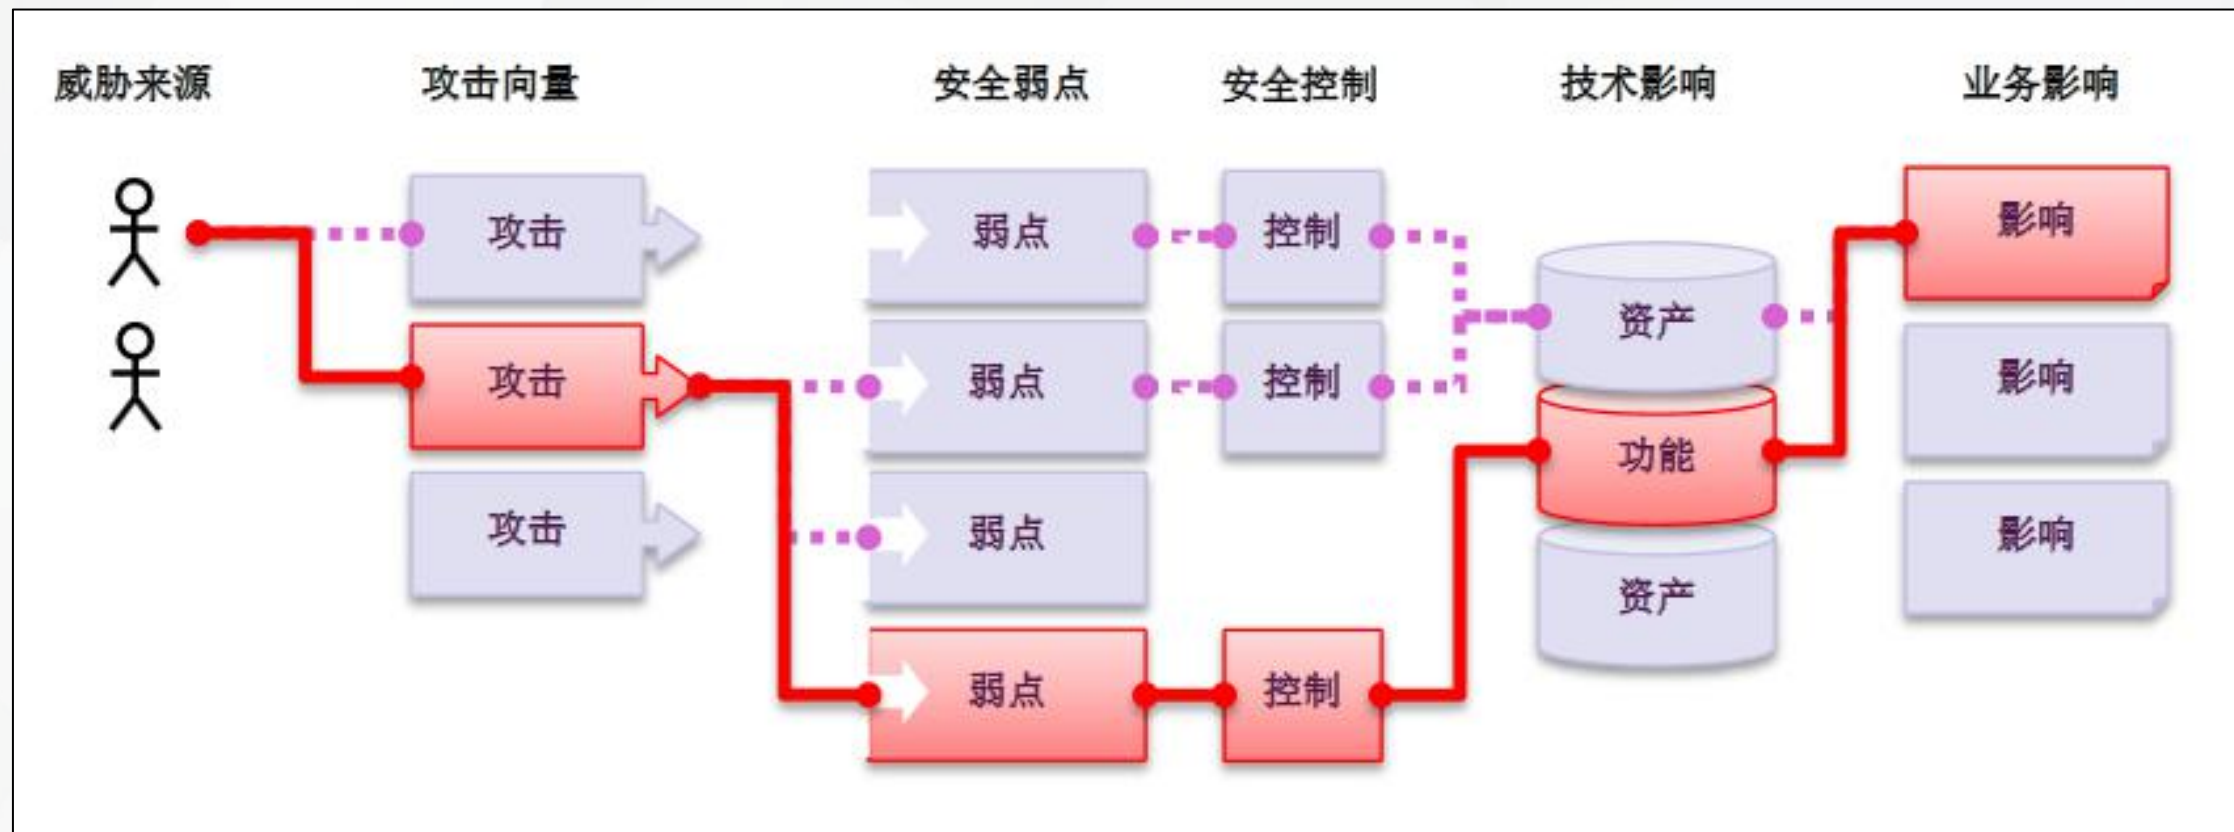 威胁来源 攻击向量 安全弱点 安全控制 技术影响 业务影响
攻击 弱点 控制 影响
资产
攻击 弱点 控制 影响
功能
攻击 弱点 影响
资产
弱点 控制